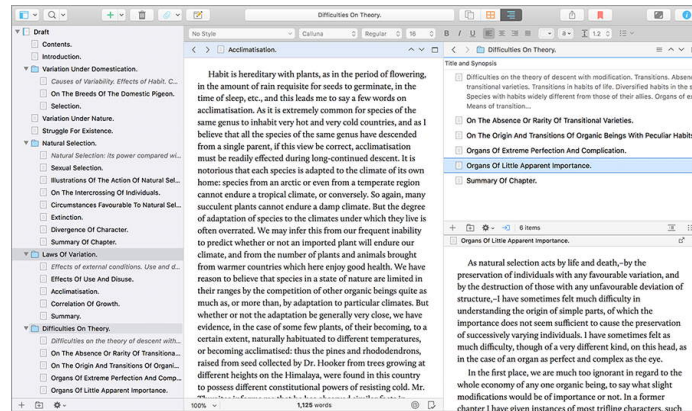 Difficulties On Theory.
No Style
Calluna
Regular
16
B I U
a
1.2
Draft
Contents.
Introduction.
Variation Under Domestication.
Causes of Variability. Effects of Habit. C...
On The Breeds Of The Domestic Pigeon.
Selection.
Variation Under Nature.
Struggle For Existence.
Natural Selection.
Natural Selection: its power compared wi...
Sexual Selection.
Illustrations Of The Action Of Natural Sel...
On The Intercrossing Of Individuals.
Circumstances Favourable To Natural Sel...
Extinction.
Divergence Of Character.
Summary Of Chapter.
Laws Of Variation.
Effects of external conditions. Use and d...
Effects Of Use And Disuse.
Acclimatisation.
Correlation Of Growth.
Summary.
Difficulties On Theory.
Difficulties on the theory of descent with...
On The Absence Or Rarity Of Transitiona...
On The Origin And Transitions Of Organi...
Organs Of Extreme Perfection And Comp...
Organs Of Little Apparent Importance.
Acclimatisation.
Habit is hereditary with plants, as in the period of flowering,
in the amount of rain requisite for seeds to germinate, in the
time of sleep, etc., and this leads me to say a few words on
acclimatisation. As it is extremely common for species of the
same genus to inhabit very hot and very cold countries, and as I
believe that all the species of the same genus have descended
from a single parent, if this view be correct, acclimatisation
must be readily effected during long-continued descent. It is
notorious that each species is adapted to the climate of its own
home: species from an arctic or even from a temperate region
cannot endure a tropical climate, or conversely. So again, many
succulent plants cannot endure a damp climate. But the degree
of adaptation of species to the climates under which they live is
often overrated. We may infer this from our frequent inability
to predict whether or not an imported plant will endure our
climate, and from the number of plants and animals brought
from warmer countries which here enjoy good health. We have
reason to believe that species in a state of nature are limited in
their ranges by the competition of other organic beings quite as
much as, or more than, by adaptation to particular climates. But
whether or not the adaptation be generally very close, we have
evidence, in the case of some few plants, of their becoming, to a
certain extent, naturally habituated to different temperatures,
or becoming acclimatised: thus the pines and rhododendrons,
raised from seed collected by Dr. Hooker from trees growing at
different heights on the Himalaya, were found in this country
to possess different constitutional powers of resisting cold. Mr.
100%
1,125 words
Difficulties On Theory.
Title and Synopsis
Difficulties on the theory of descent with modification. Transitions. Absen
transitional varieties. Transitions in habits of life. Diversified habits in the s
Species with habits widely different from those of their allies. Organs of ex
Means of transition...
On The Absence Or Rarity Of Transitional Varieties.
On The Origin And Transitions Of Organic Beings With Peculiar Habits
Organs Of Extreme Perfection And Complication.
Organs Of Little Apparent Importance.
Summary Of Chapter.
6 items
Organs Of Little Apparent Importance.
As natural selection acts by life and death,–by the
preservation of individuals with any favourable variation, and
by the destruction of those with any unfavourable deviation of
structure,–I have sometimes felt much difficulty in
understanding the origin of simple parts, of which the
importance does not seem sufficient to cause the preservation
of successively varying individuals. I have sometimes felt as
much difficulty, though of a very different kind, on this head, as
in the case of an organ as perfect and complex as the eye.
In the first place, we are much too ignorant in regard to the
whole economy of any one organic being, to say what slight
modifications would be of importance or not. In a former
chapter I have given instances of most trifling characters, such